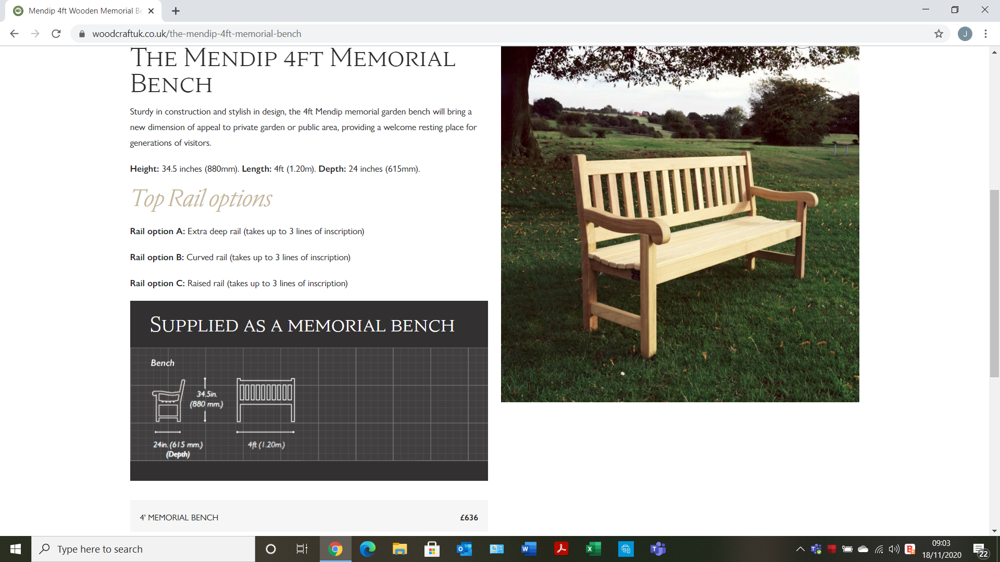 Mendip 4ft Wooden Memorial Be
woodcraftuk.co.uk/the-mendip-4ft-memorial-bench
J
The Mendip 4ft Memorial
Bench
Sturdy in construction and stylish in design, the 4ft Mendip memorial garden bench will bring a
new dimension of appeal to private garden or public area, providing a welcome resting place for
generations of visitors.
Height: 34.5 inches (880mm). Length: 4ft (1.20m). Depth: 24 inches (615mm).
Top Rail options
Rail option A: Extra deep rail (takes up to 3 lines of inscription)
Rail option B: Curved rail (takes up to 3 lines of inscription)
Rail option C: Raised rail (takes up to 3 lines of inscription)
Supplied as a memorial bench
Bench
34.5in.
(880 mm.)
24in. (615 mm.)
(Depth)
4ft (1.20m.)
4' MEMORIAL BENCH
£636
Type here to search
09:03
18/11/2020
22